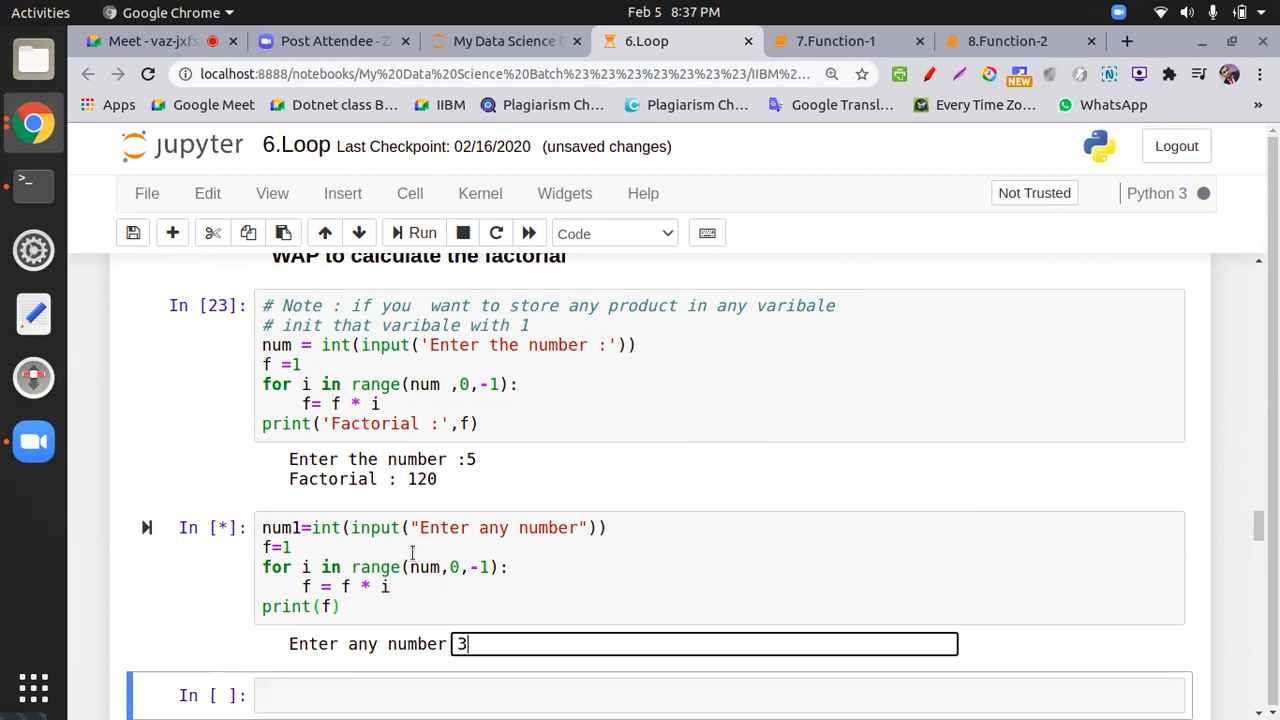 Activities Google Chrome Feb 5 8:37 PM
Meet - vaz-jxfs Post Attendee - Z My Data Science 6.Loop 7.Function-1 8.Function-2
localhost:8888/notebooks/My%20Data%20Science%20Batch%23%23%23%23%23%23/IIBM%2...
NEW
Apps Google Meet Dotnet class B... IIBM Plagiarism Ch... Plagiarism Ch... Google Transl... Every Time Zo... WhatsApp »
jupyter 6.Loop Last Checkpoint: 02/16/2020 (unsaved changes) Logout
File Edit View Insert Cell Kernel Widgets Help Not Trusted Python 3
Run Code
WAP to calculate the factorial
In [23]: # Note : if you want to store any product in any varibale
# init that varibale with 1
num = int(input('Enter the number :'))
f =1
for i in range(num ,0,-1):
f= f * i
print('Factorial :',f)
Enter the number :5
Factorial : 120
In [*]: num1=int(input("Enter any number"))
f=1
for i in range(num,0,-1):
f = f * i
print(f)
Enter any number 3
In [ ]: